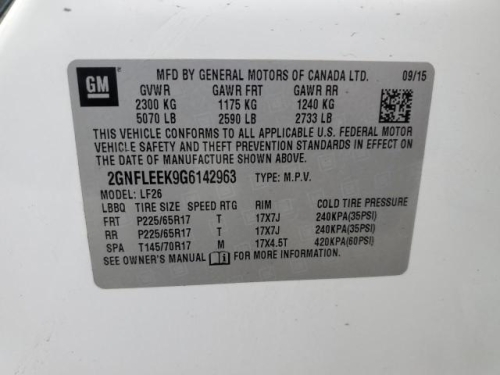 GM
MFD BY GENERAL MOTORS OF CANADA LTD. 09/15
GVWR GAWR FRT GAWR RR
2300 KG 1175 KG 1240 KG
5070 LB 2590 LB 2733 LB
THIS VEHICLE CONFORMS TO ALL APPLICABLE U.S. FEDERAL MOTOR
VEHICLE SAFETY AND THEFT PREVENTION STANDARDS IN EFFECT ON
THE DATE OF MANUFACTURE SHOWN ABOVE.
2GNFLEEK9G6142963 TYPE: M.P.V.
MODEL: LF26
LBBQ TIRE SIZE SPEED RTG RIM COLD TIRE PRESSURE
FRT P225/65R17 T 17X7J 240KPA(35PSI)
RR P225/65R17 T 17X7J 240KPA(35PSI)
SPA T145/70R17 M 17X4.5T 420KPA(60PSI)
SEE OWNER'S MANUAL FOR MORE INFORMATION.